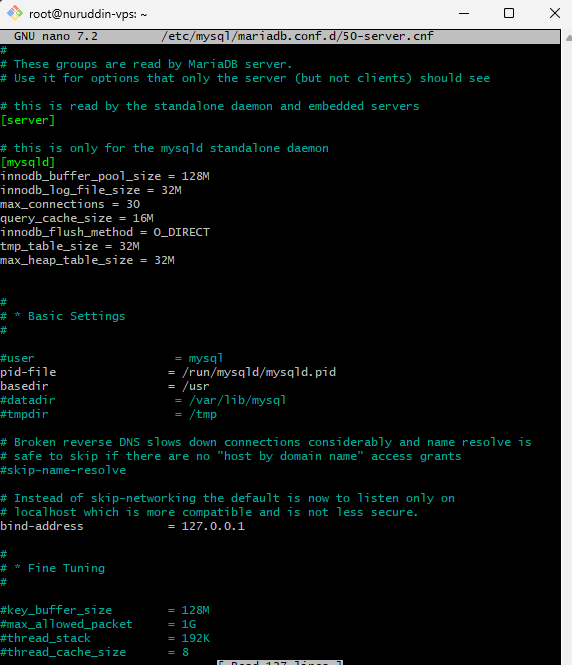 root@nuruddin-vps: ~
GNU nano 7.2 /etc/mysql/mariadb.conf.d/50-server.cnf
#
# These groups are read by MariaDB server.
# Use it for options that only the server (but not clients) should see

# this is read by the standalone daemon and embedded servers
[server]

# this is only for the mysqld standalone daemon
[mysqld]
innodb_buffer_pool_size = 128M
innodb_log_file_size = 32M
max_connections = 30
query_cache_size = 16M
innodb_flush_method = O_DIRECT
tmp_table_size = 32M
max_heap_table_size = 32M

#
# * Basic Settings
#

#user = mysql
pid-file = /run/mysqld/mysqld.pid
basedir = /usr
#datadir = /var/lib/mysql
#tmpdir = /tmp

# Broken reverse DNS slows down connections considerably and name resolve is
# safe to skip if there are no "host by domain name" access grants
#skip-name-resolve

# Instead of skip-networking the default is now to listen only on
# localhost which is more compatible and is not less secure.
bind-address = 127.0.0.1

#
# * Fine Tuning
#

#key_buffer_size = 128M
#max_allowed_packet = 1G
#thread_stack = 192K
#thread_cache_size = 8
[ Read 127 lines ]